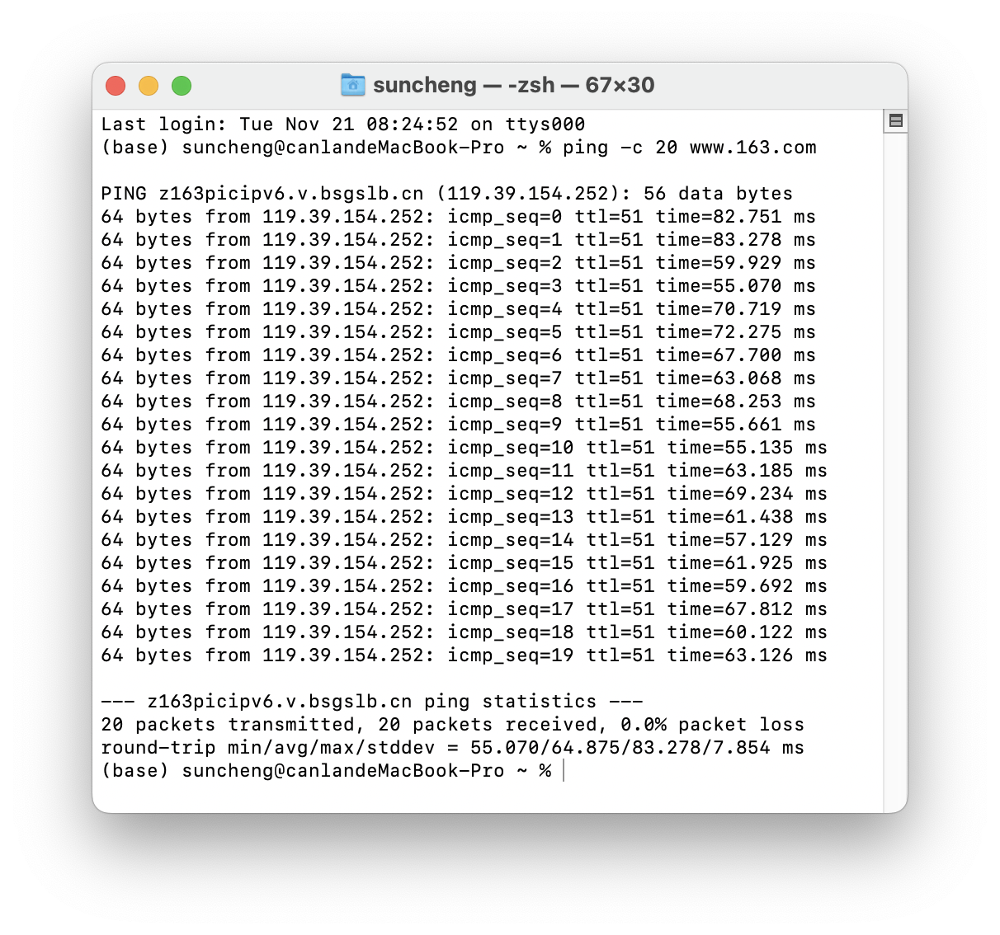 suncheng — -zsh — 67×30
Last login: Tue Nov 21 08:24:52 on ttys000
(base) suncheng@canlandeMacBook-Pro ~ % ping -c 20 www.163.com
PING z163picipv6.v.bsgslb.cn (119.39.154.252): 56 data bytes
64 bytes from 119.39.154.252: icmp_seq=0 ttl=51 time=82.751 ms
64 bytes from 119.39.154.252: icmp_seq=1 ttl=51 time=83.278 ms
64 bytes from 119.39.154.252: icmp_seq=2 ttl=51 time=59.929 ms
64 bytes from 119.39.154.252: icmp_seq=3 ttl=51 time=55.070 ms
64 bytes from 119.39.154.252: icmp_seq=4 ttl=51 time=70.719 ms
64 bytes from 119.39.154.252: icmp_seq=5 ttl=51 time=72.275 ms
64 bytes from 119.39.154.252: icmp_seq=6 ttl=51 time=67.700 ms
64 bytes from 119.39.154.252: icmp_seq=7 ttl=51 time=63.068 ms
64 bytes from 119.39.154.252: icmp_seq=8 ttl=51 time=68.253 ms
64 bytes from 119.39.154.252: icmp_seq=9 ttl=51 time=55.661 ms
64 bytes from 119.39.154.252: icmp_seq=10 ttl=51 time=55.135 ms
64 bytes from 119.39.154.252: icmp_seq=11 ttl=51 time=63.185 ms
64 bytes from 119.39.154.252: icmp_seq=12 ttl=51 time=69.234 ms
64 bytes from 119.39.154.252: icmp_seq=13 ttl=51 time=61.438 ms
64 bytes from 119.39.154.252: icmp_seq=14 ttl=51 time=57.129 ms
64 bytes from 119.39.154.252: icmp_seq=15 ttl=51 time=61.925 ms
64 bytes from 119.39.154.252: icmp_seq=16 ttl=51 time=59.692 ms
64 bytes from 119.39.154.252: icmp_seq=17 ttl=51 time=67.812 ms
64 bytes from 119.39.154.252: icmp_seq=18 ttl=51 time=60.122 ms
64 bytes from 119.39.154.252: icmp_seq=19 ttl=51 time=63.126 ms
--- z163picipv6.v.bsgslb.cn ping statistics ---
20 packets transmitted, 20 packets received, 0.0% packet loss
round-trip min/avg/max/stddev = 55.070/64.875/83.278/7.854 ms
(base) suncheng@canlandeMacBook-Pro ~ %